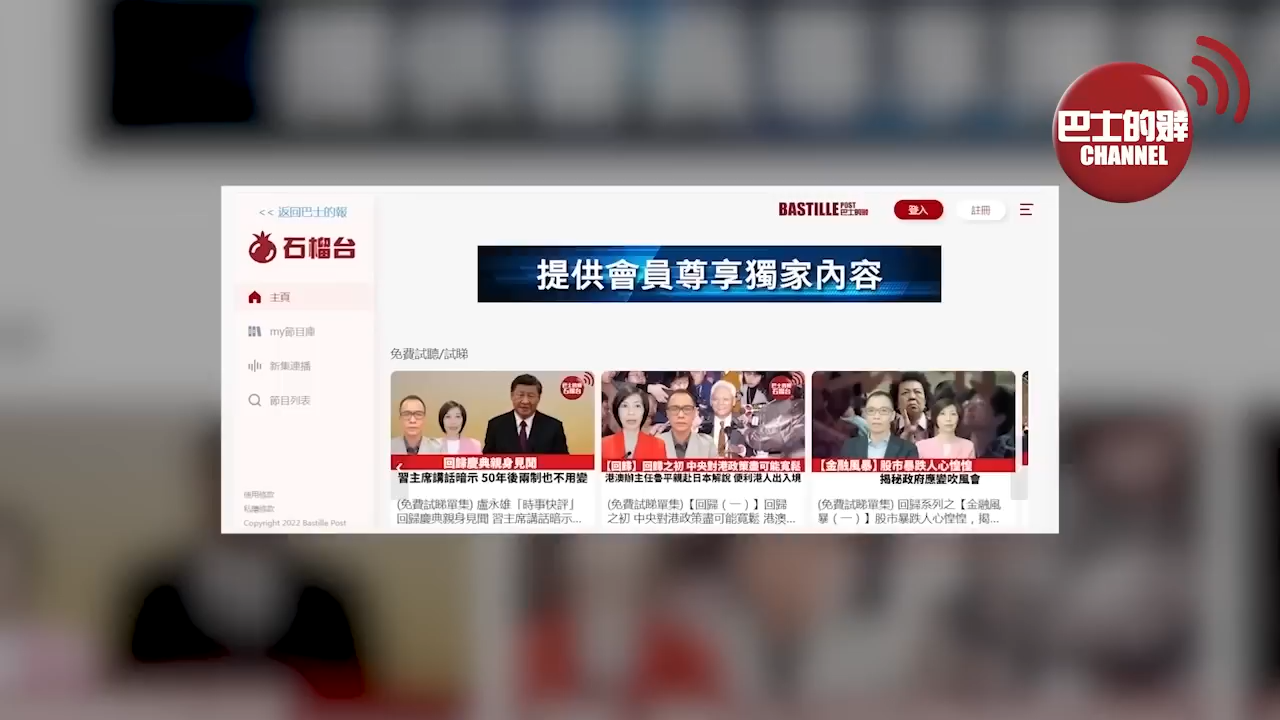 巴士的報
CHANNEL
<< 返回巴士的報
BASTILLE POST
巴士的報
登入
註冊
石榴台
提供會員尊享獨家內容
主頁
my節目庫
新集連播
節目列表
免費試聽/試睇
回歸慶典親身見聞
習主席講話暗示 50年後兩制也不用變
(免費試睇單集) 盧永雄「時事快評」
回歸慶典親身見聞 習主席講話暗示...
【回歸】回歸之初 中央對港政策盡可能寬鬆
港澳辦主任魯平親赴日本解說 便利港人出入境
(免費試睇單集)【回歸（一）】回歸
之初 中央對港政策盡可能寬鬆 港澳...
【金融風暴】股市暴跌人心惶惶
揭秘政府應變吹風會
(免費試睇單集) 回歸系列之【金融風
暴（一）】股市暴跌人心惶惶，揭...
使用條款
私隱條款
Copyright 2022 Bastille Post